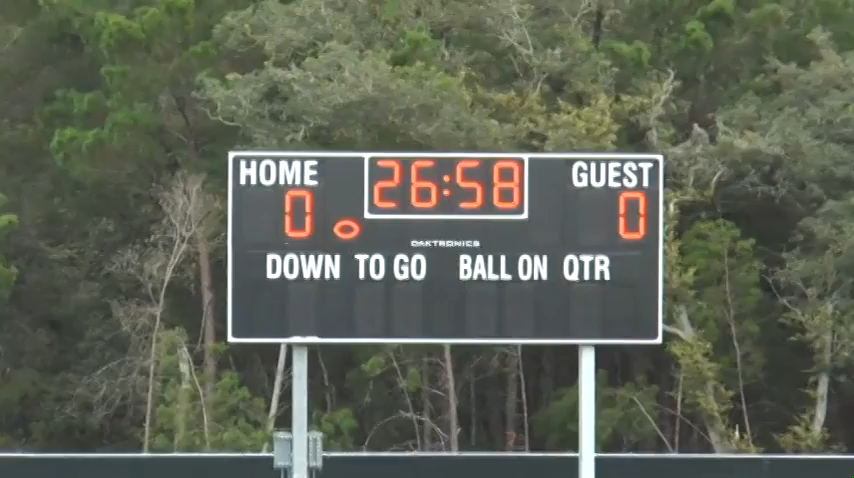 HOME 26:58 GUEST
0 0
DAKTRONICS
DOWN TO GO BALL ON QTR